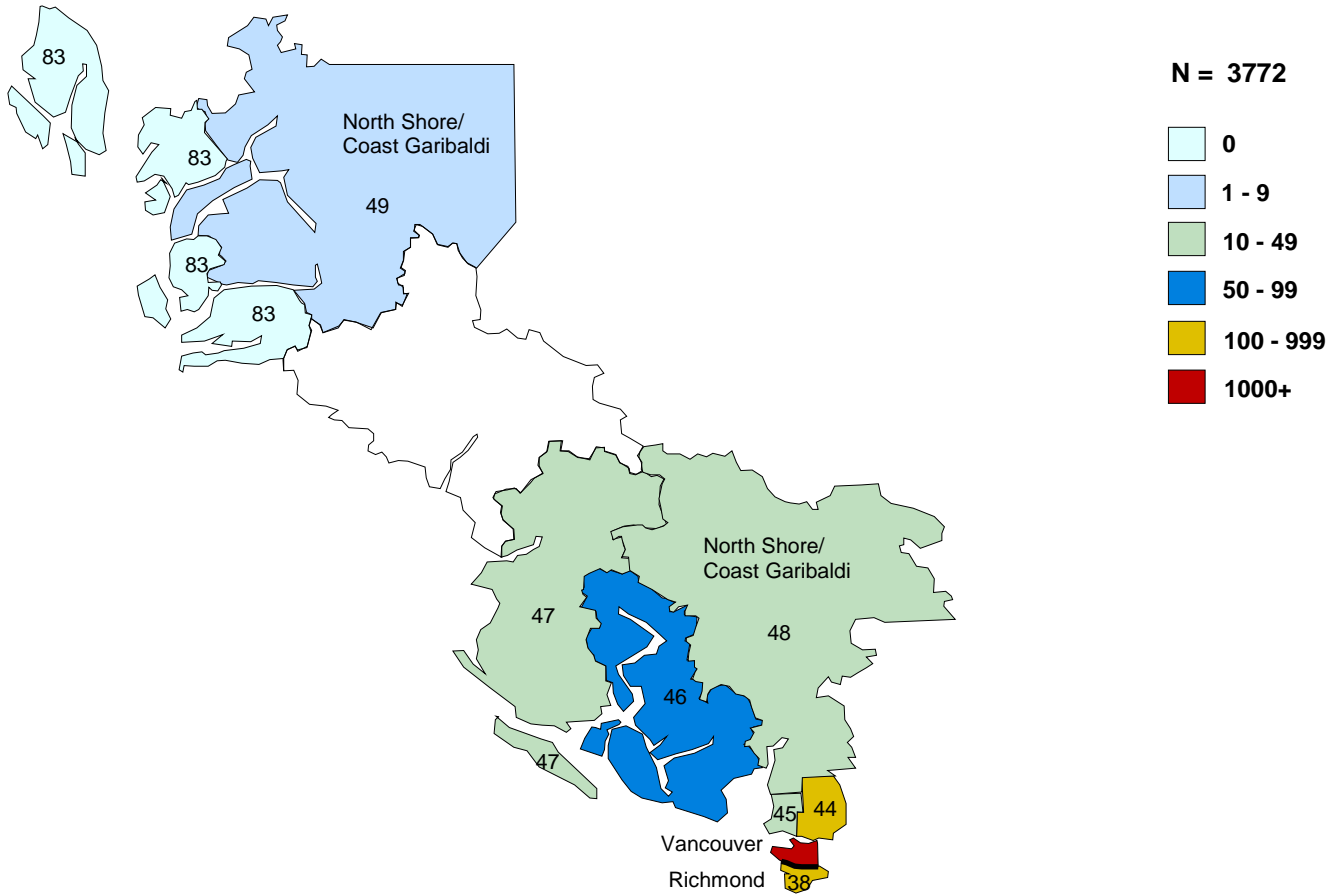 83
N = 3772
North Shore/
Coast Garibaldi
0
83
1 - 9
49
10 - 49
83
50 - 99
83
100 - 999
1000+
North Shore/
Coast Garibaldi
47
48
46
47
45
44
Vancouver
Richmond
38